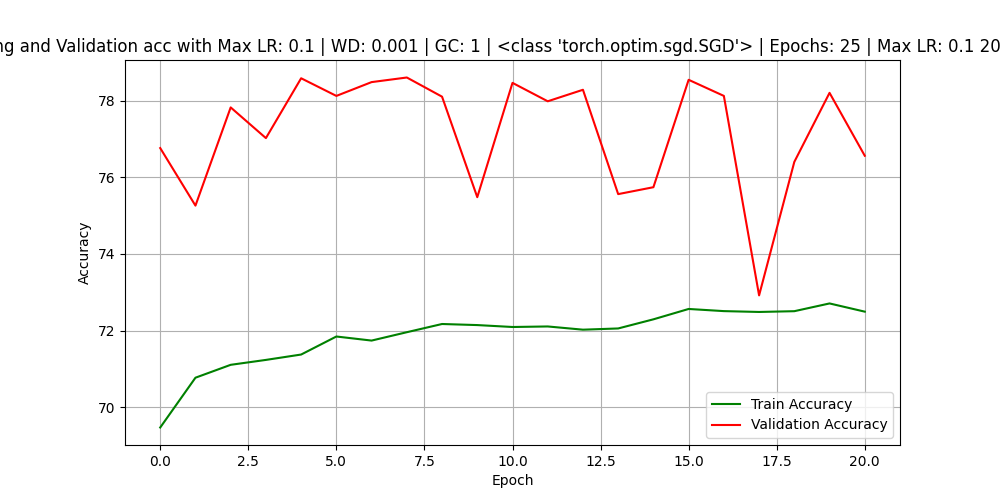 ng and Validation acc with Max LR: 0.1 | WD: 0.001 | GC: 1 | <class 'torch.optim.sgd.SGD'> | Epochs: 25 | Max LR: 0.1 20
78
76
74
72
70
Accuracy
Train Accuracy
Validation Accuracy
0.0 2.5 5.0 7.5 10.0 12.5 15.0 17.5 20.0
Epoch